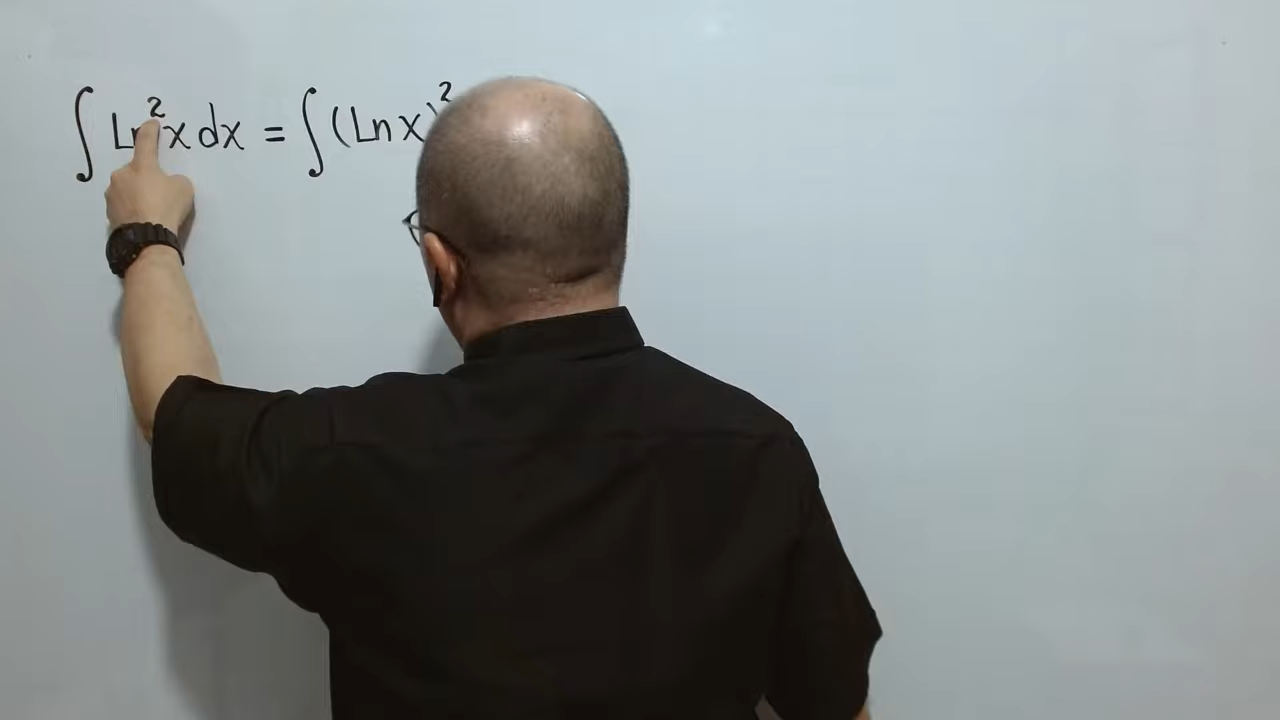 ∫ Ln²x dx = ∫ (Ln x)²